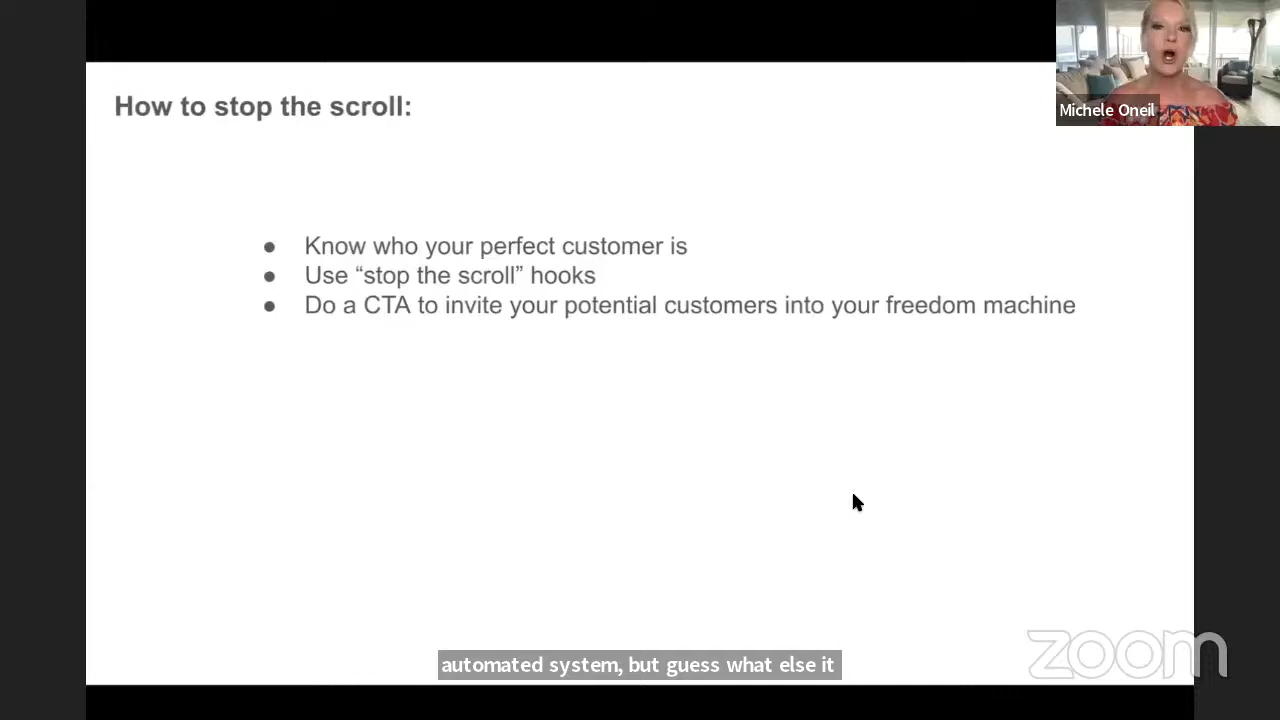 How to stop the scroll:
Michele Oneil
● Know who your perfect customer is
● Use “stop the scroll” hooks
● Do a CTA to invite your potential customers into your freedom machine
automated system, but guess what else it
zoom